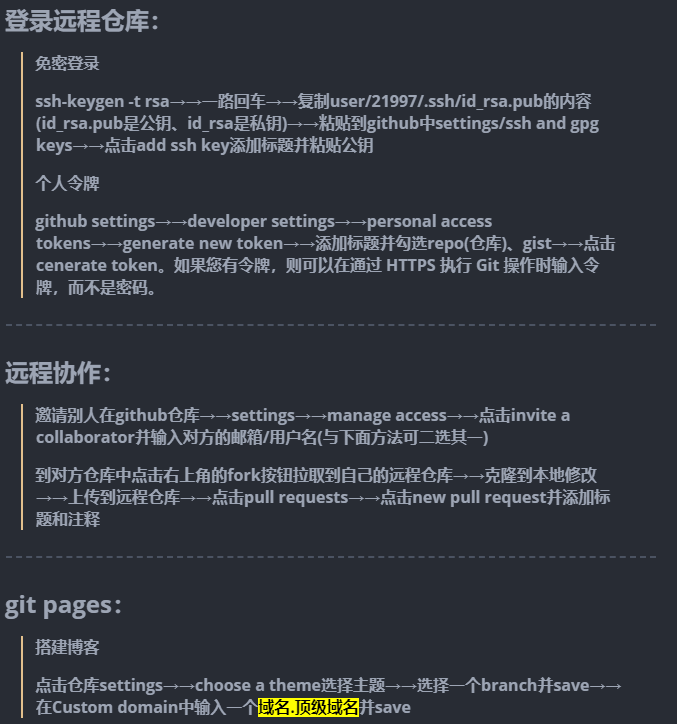 登录远程仓库：
免密登录
ssh-keygen -t rsa→→一路回车→→复制user/21997/.ssh/id_rsa.pub的内容
(id_rsa.pub是公钥、id_rsa是私钥)→→粘贴到github中settings/ssh and gpg
keys→→点击add ssh key添加标题并粘贴公钥
个人令牌
github settings→→developer settings→→personal access
tokens→→generate new token→→添加标题并勾选repo(仓库)、gist→→点击
cenerate token。如果您有令牌，则可以在通过 HTTPS 执行 Git 操作时输入令
牌，而不是密码。
远程协作：
邀请别人在github仓库→→settings→→manage access→→点击invite a
collaborator并输入对方的邮箱/用户名(与下面方法可二选其一)
到对方仓库中点击右上角的fork按钮拉取到自己的远程仓库→→克隆到本地修改
→→上传到远程仓库→→点击pull requests→→点击new pull request并添加标
题和注释
git pages：
搭建博客
点击仓库settings→→choose a theme选择主题→→选择一个branch并save→→
在Custom domain中输入一个域名.顶级域名并save